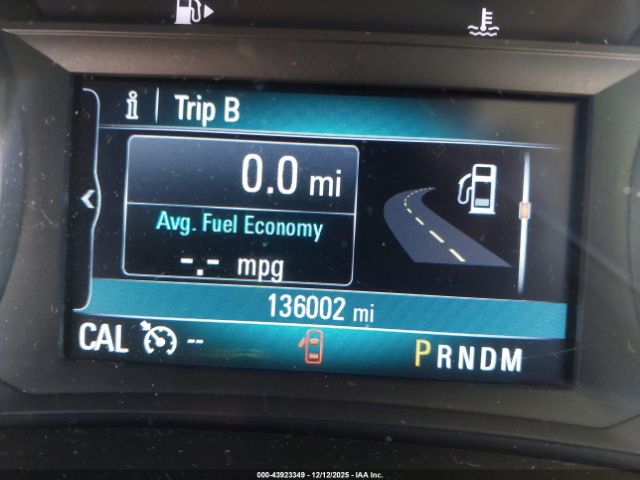 i Trip B
0.0 mi
Avg. Fuel Economy
-.- mpg
136002 mi
CAL -- PRNDM
000-43923349 - 12/12/2025 - IAA Inc.